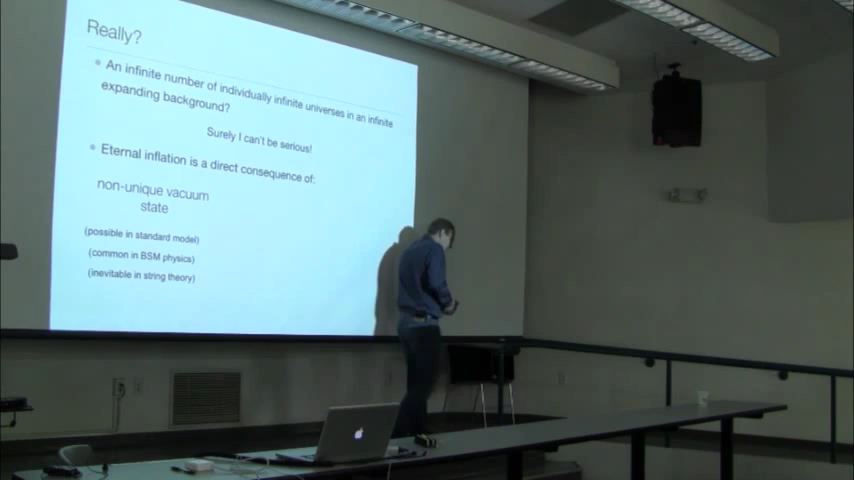 Really?
An infinite number of individually infinite universes in an infinite
expanding background?
Surely I can't be serious!
Eternal inflation is a direct consequence of:
non-unique vacuum
state
(possible in standard model)
(common in BSM physics)
(inevitable in string theory)